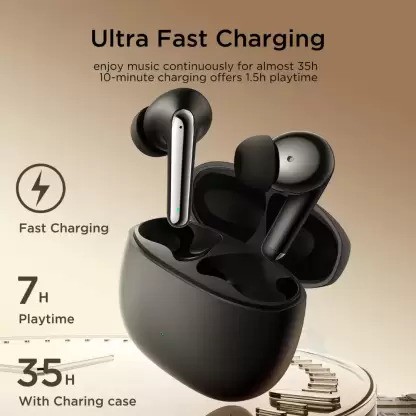 Ultra Fast Charging
enjoy music continuously for almost 35h
10-minute charging offers 1.5h playtime
Fast Charging
7H
Playtime
35H
With Charing case